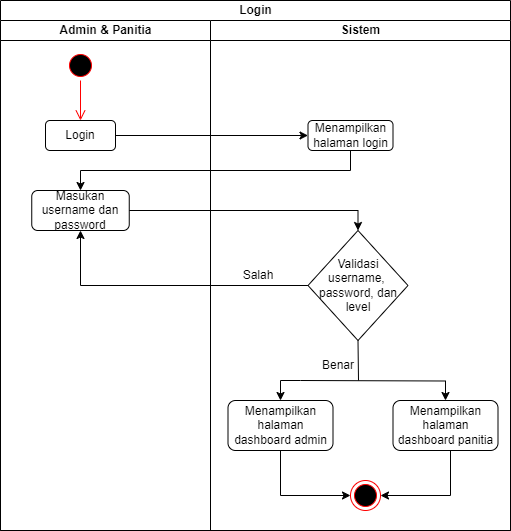 Login
Admin & Panitia
Sistem
Login
Menampilkan
halaman login
Masukan
username dan
password
Validasi
username,
password, dan
level
Salah
Benar
Menampilkan
halaman
dashboard admin
Menampilkan
halaman
dashboard panitia